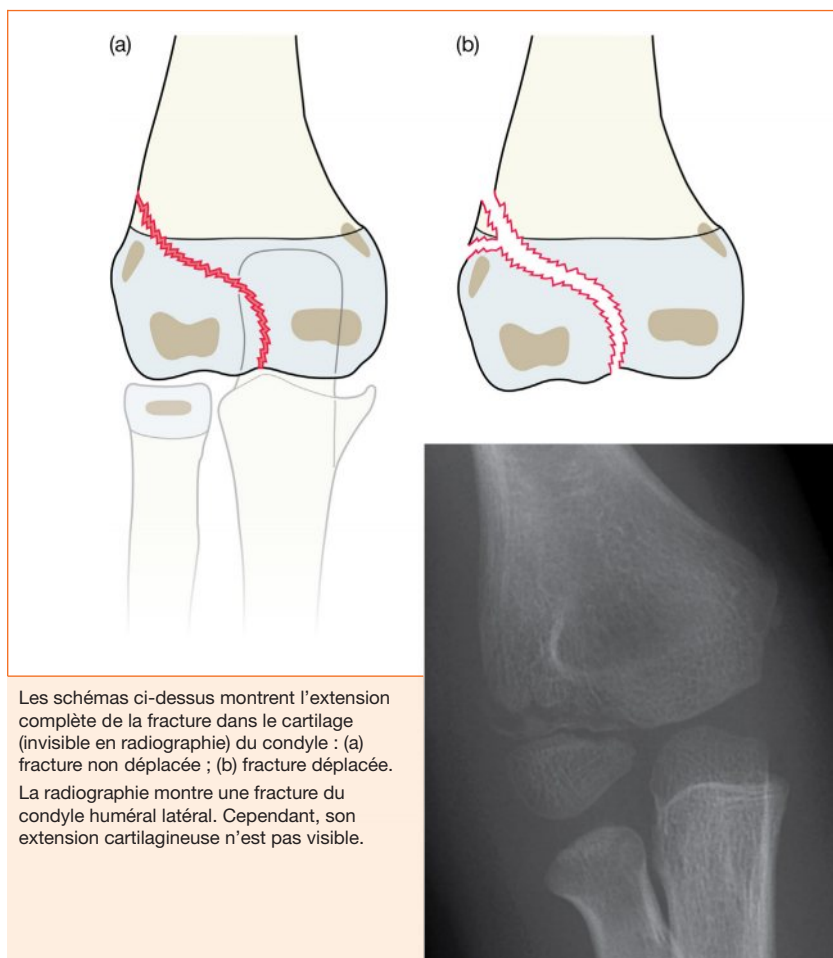 (a)
(b)
Les schémas ci-dessus montrent l'extension
complète de la fracture dans le cartilage
(invisible en radiographie) du condyle : (a)
fracture non déplacée ; (b) fracture déplacée.
La radiographie montre une fracture du
condyle huméral latéral. Cependant, son
extension cartilagineuse n'est pas visible.